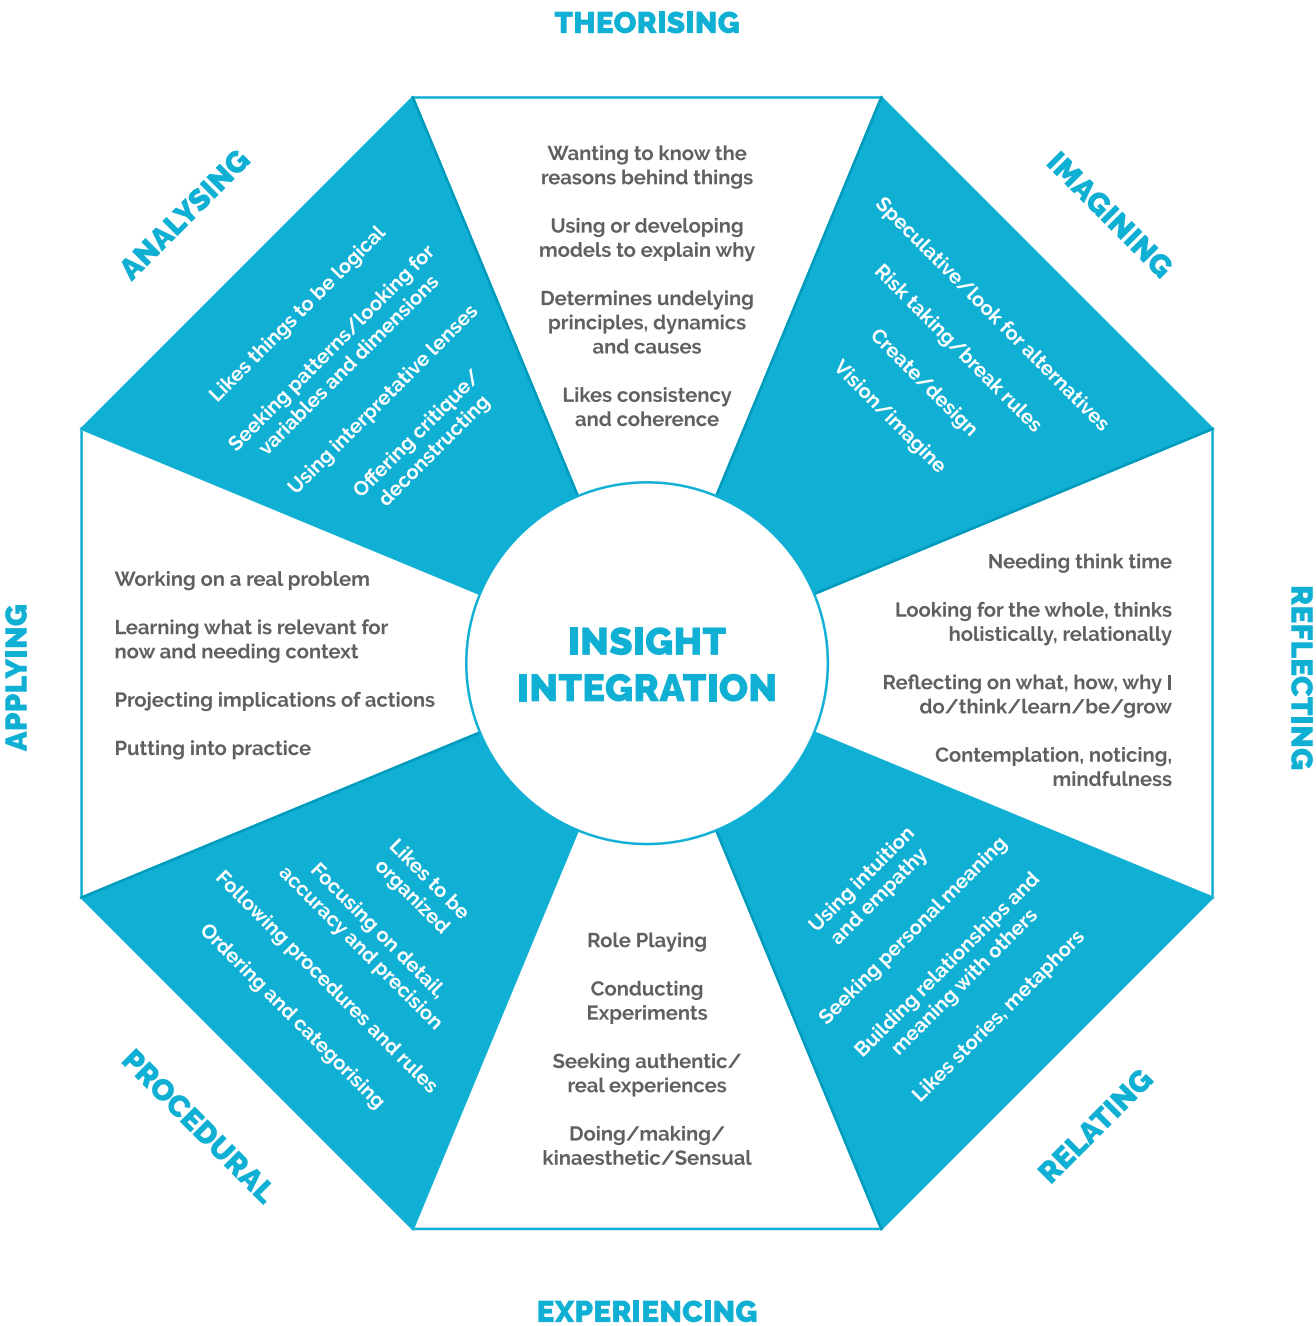 THEORISING
Wanting to know the
reasons behind things
Using or developing
models to explain why
Determines undelying
principles, dynamics
and causes
Likes consistency
and coherence
IMAGINING
Speculative/look for alternatives
Risk taking/break rules
Create/design
Vision/imagine
REFLECTING
Needing think time
Looking for the whole, thinks
holistically, relationally
Reflecting on what, how, why I
do/think/learn/be/grow
Contemplation, noticing,
mindfulness
RELATING
Using intuition
and empathy
Seeking personal meaning
Building relationships and
meaning with others
Likes stories, metaphors
EXPERIENCING
Role Playing
Conducting
Experiments
Seeking authentic/
real experiences
Doing/making/
kinaesthetic/Sensual
PROCEDURAL
Likes to be
organized
Focusing on detail,
accuracy and precision
Following procedures and rules
Ordering and categorising
APPLYING
Working on a real problem
Learning what is relevant for
now and needing context
Projecting implications of actions
Putting into practice
ANALYSING
Likes things to be logical
Seeking patterns/looking for
variables and dimensions
Using interpretative lenses
Offering critique/
deconstructing
INSIGHT
INTEGRATION